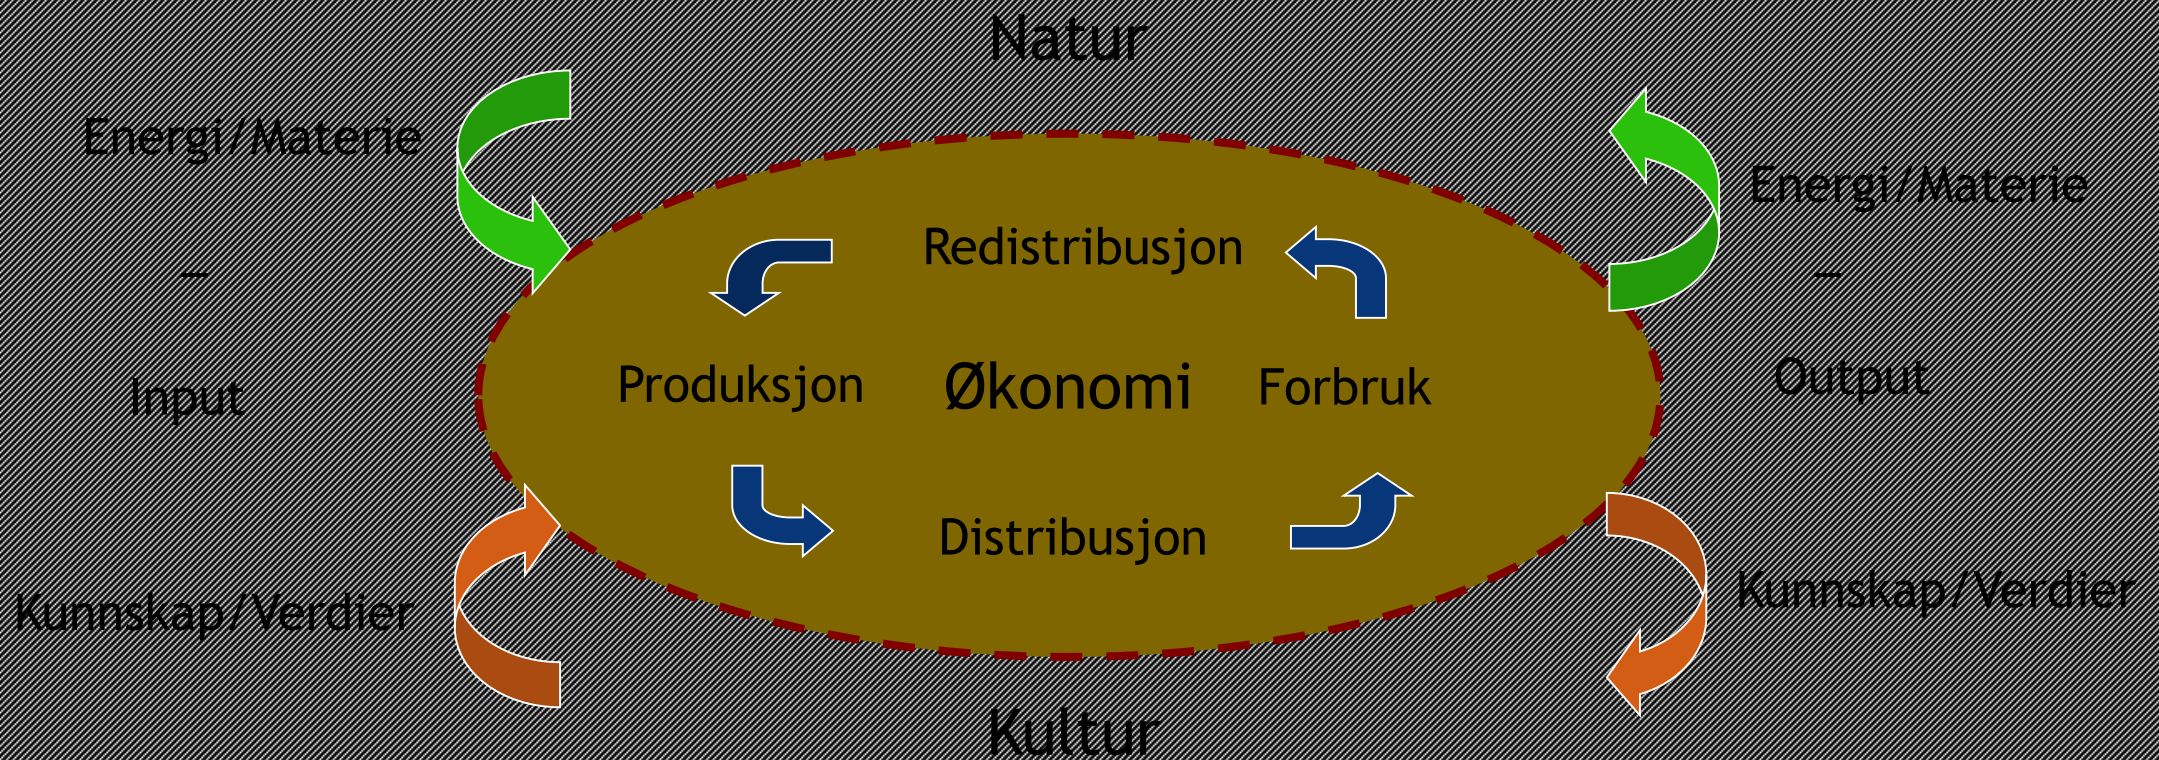 Natur
Energi/Materie
Energi/Materie
Redistribusjon
–
–
Produksjon
Økonomi
Forbruk
Input
Output
Distribusjon
Kunnskap/Verdier
Kunnskap/Verdier
Kultur